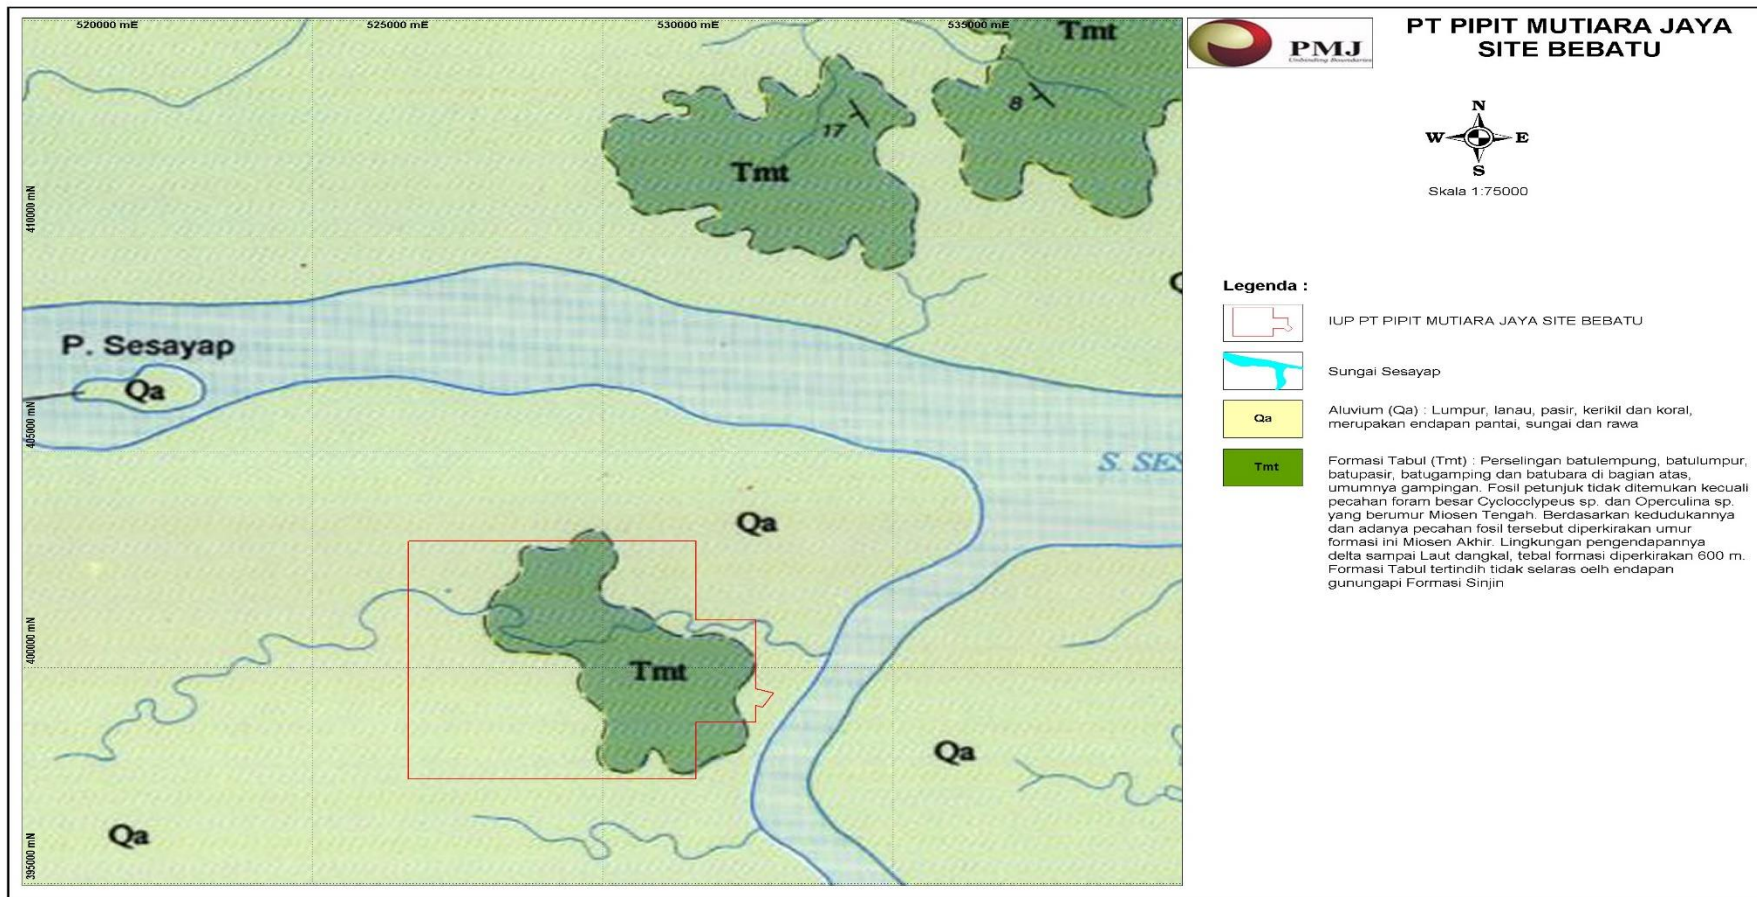 520000 mE
525000 mE
530000 mE
535000 mE
410000 mN
405000 mN
400000 mN
395000 mN
Tmt
8
17
Tmt
P. Sesayap
Qa
S. SES
Qa
Tmt
Qa
Qa
PMJ
Unbinding Boundaries
PT PIPIT MUTIARA JAYA
SITE BEBATU
N
W E
S
Skala 1:75000
Legenda :
IUP PT PIPIT MUTIARA JAYA SITE BEBATU
Sungai Sesayap
Qa
Aluvium (Qa) : Lumpur, lanau, pasir, kerikil dan koral,
merupakan endapan pantai, sungai dan rawa
Tmt
Formasi Tabul (Tmt) : Perselingan batulempung, batulumpur,
batupasir, batugamping dan batubara di bagian atas,
umumnya gampingan. Fosil petunjuk tidak ditemukan kecuali
pecahan foram besar Cyclocclypeus sp. dan Operculina sp.
yang berumur Miosen Tengah. Berdasarkan kedudukannya
dan adanya pecahan fosil tersebut diperkirakan umur
formasi ini Miosen Akhir. Lingkungan pengendapannya
delta sampai Laut dangkal, tebal formasi diperkirakan 600 m.
Formasi Tabul tertindih tidak selaras oelh endapan
gunungapi Formasi Sinjin